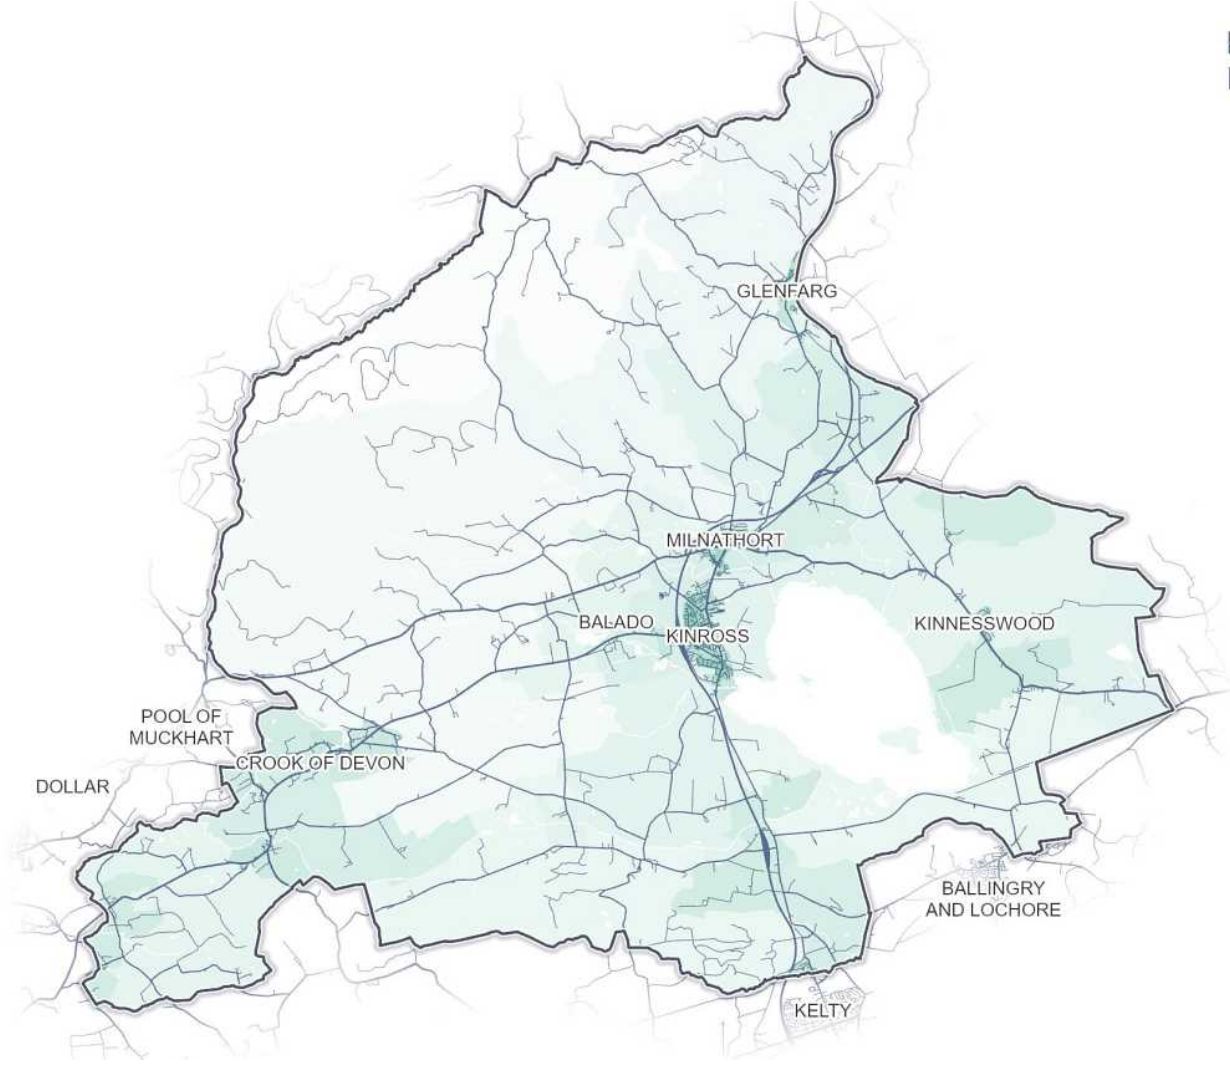 GLENFARG
MILNATHORT
BALADO
KINROSS
KINNESSWOOD
POOL OF
MUCKHART
CROOK OF DEVON
DOLLAR
BALLINGRY
AND LOCHORE
KELTY